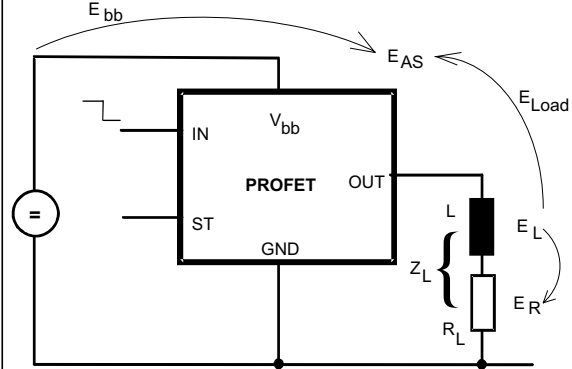 E bb
E AS
E Load
V bb
IN
PROFET
OUT
ST
GND
=
L
Z L
{
E L
E R
R L